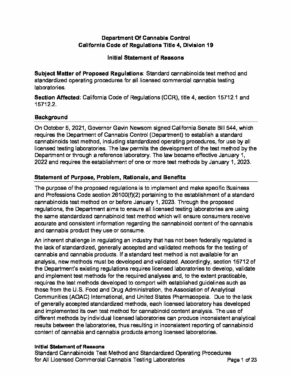 Department Of Cannabis Control
California Code of Regulations Title 4, Division 19
Initial Statement of Reasons
Subject Matter of Proposed Regulations: Standard cannabinoids test method and
standardized operating procedures for all licensed commercial cannabis testing
laboratories.
Section Affected: California Code of Regulations (CCR), title 4, section 15712.1 and
15712.2.
Background
On October 5, 2021, Governor Gavin Newsom signed California Senate Bill 544, which
requires the Department of Cannabis Control (Department) to establish a standard
cannabinoids test method, including standardized operating procedures, for use by all
licensed testing laboratories. The law permits the development of the test method by the
Department or through a reference laboratory. The law became effective January 1,
2022 and requires the establishment of one or more test methods by January 1, 2023.
Statement of Purpose, Problem, Rationale, and Benefits
The purpose of the proposed regulations is to implement and make specific Business
and Professions Code section 26100(f)(2) pertaining to the establishment of a standard
cannabinoids test method on or before January 1, 2023. Through the proposed
regulations, the Department aims to ensure all licensed testing laboratories are using
the same standardized cannabinoid test method which will ensure consumers receive
accurate and consistent information regarding the cannabinoid content of the cannabis
and cannabis product they use or consume.
An inherent challenge in regulating an industry that has not been federally regulated is
the lack of standardized, generally accepted and validated methods for the testing of
cannabis and cannabis products. If a standard test method is not available for an
analysis, new methods must be developed and validated. Accordingly, section 15712 of
the Department's existing regulations requires licensed laboratories to develop, validate
and implement test methods for the required analyses and, to the extent practicable,
requires the test methods developed to comport with established guidelines such as
those from the U.S. Food and Drug Administration, the Association of Analytical
Communities (AOAC) International, and United States Pharmacopeia. Due to the lack
of generally accepted standardized methods, each licensed laboratory has developed
and implemented its own test method for cannabinoid content analysis. The use of
different methods by individual licensed laboratories can produce inconsistent analytical
results between the laboratories, thus resulting in inconsistent reporting of cannabinoid
content of cannabis and cannabis products among licensed laboratories.
Initial Statement of Reasons
Standard Cannabinoids Test Method and Standardized Operating Procedures
for All Licensed Commercial Cannabis Testing Laboratories Page 1 of 23